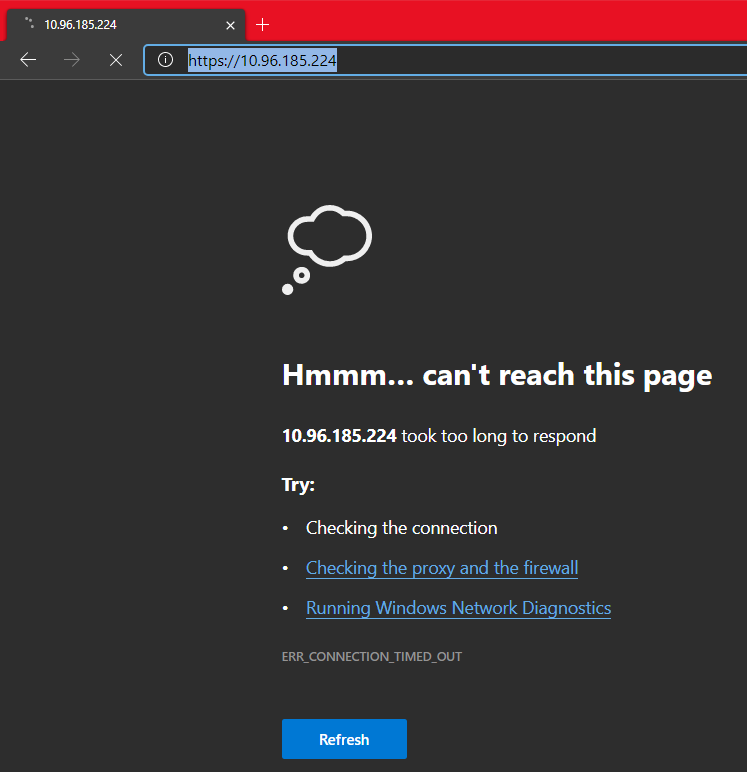 10.96.185.224
https://10.96.185.224
Hmmm... can't reach this page
10.96.185.224 took too long to respond
Try:
• Checking the connection
• Checking the proxy and the firewall
• Running Windows Network Diagnostics
ERR_CONNECTION_TIMED_OUT
Refresh